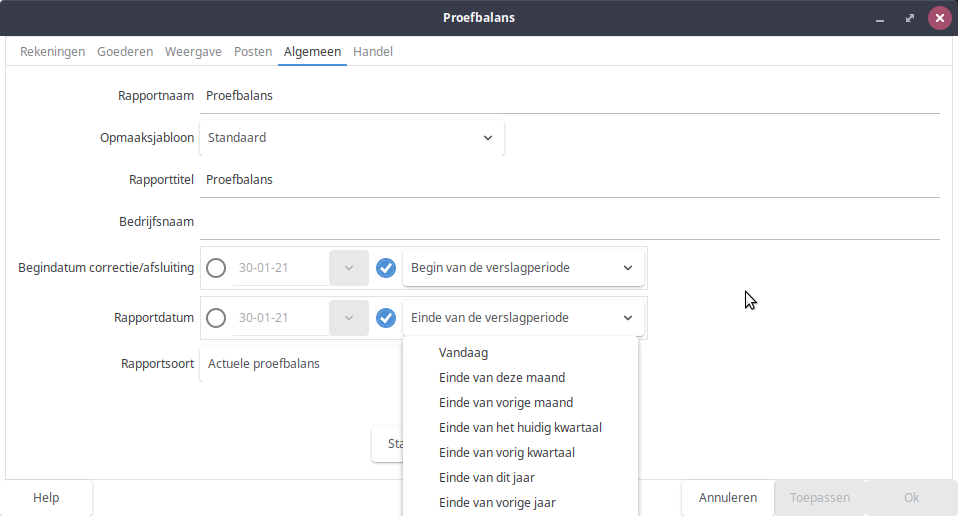 Proefbalans
Rekeningen Goederen Weergave Posten Algemeen Handel
Rapportnaam Proefbalans
Opmaaksjabloon Standaard
Rapporttitel Proefbalans
Bedrijfsnaam
Begindatum correctie/afsluiting 30-01-21 Begin van de verslagperiode
Rapportdatum 30-01-21 Einde van de verslagperiode
Vandaag
Rapportsoort Actuele proefbalans
Einde van deze maand
Einde van vorige maand
Einde van het huidig kwartaal
Einde van vorig kwartaal
Einde van dit jaar
Einde van vorige jaar
Help Annuleren Toepassen Ok